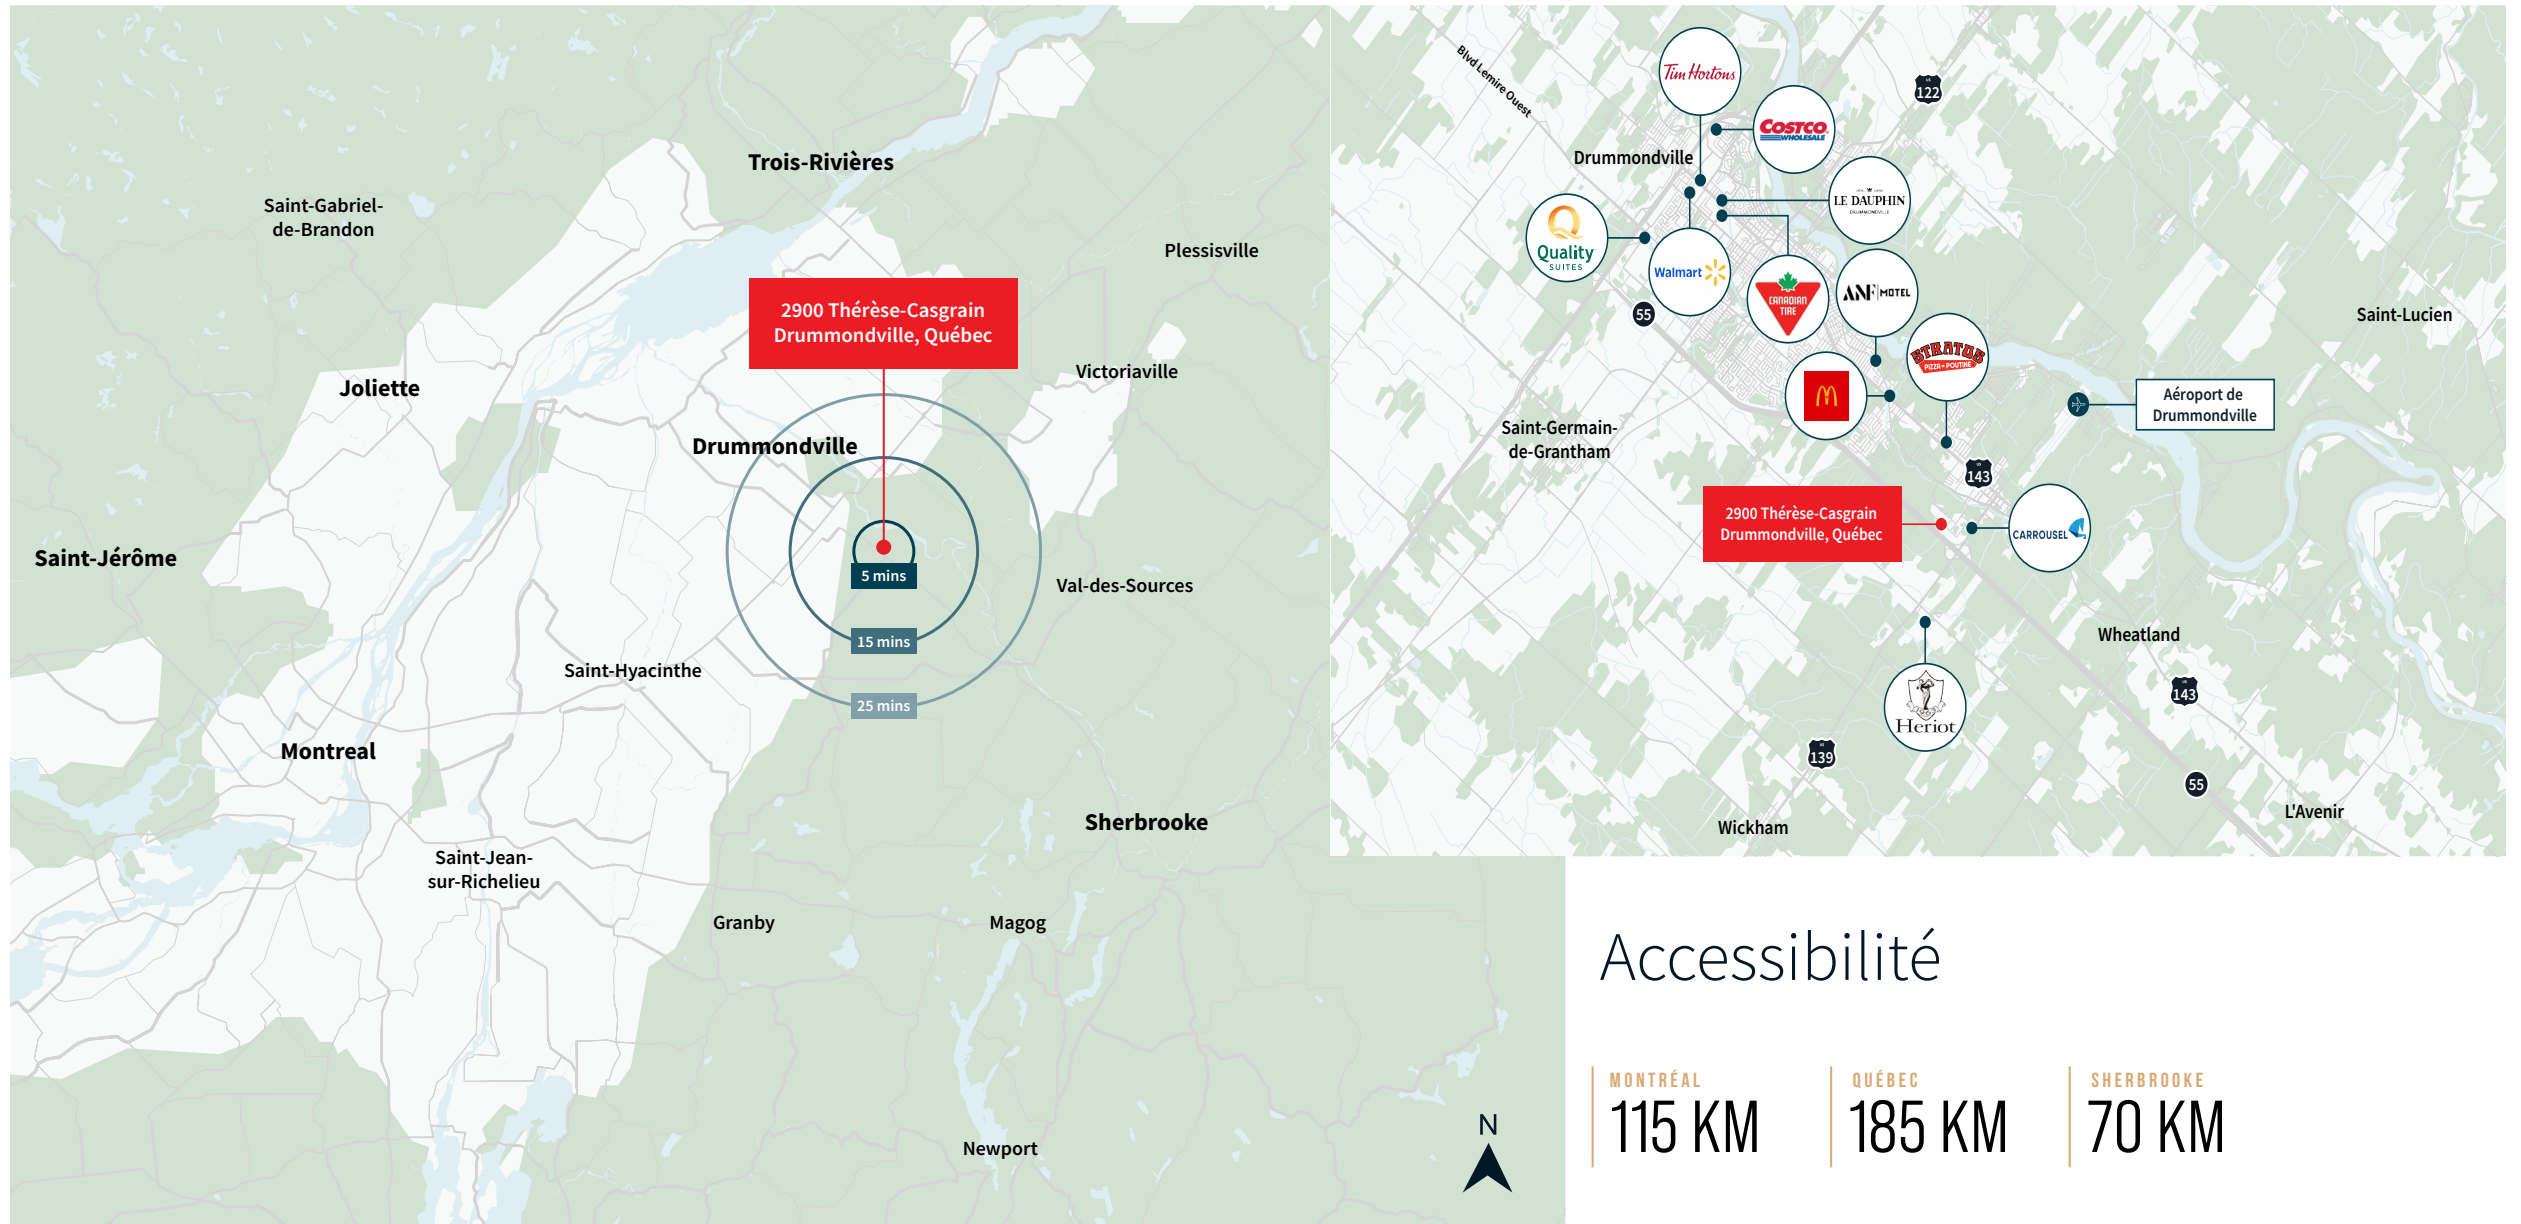 Trois-Rivières
Saint-Gabriel-
de-Brandon
Plessisville
2900 Thérèse-Casgrain
Drummondville, Québec
Victoriaville
Joliette
Drummondville
Saint-Jérôme
5 mins
Val-des-Sources
15 mins
Saint-Hyacinthe
25 mins
Montreal
Sherbrooke
Saint-Jean-
sur-Richelieu
Granby
Magog
Newport
N
Blvd Lemire Ouest
Tim Hortons
122
COSTCO
WHOLESALE
Drummondville
LE DAUPHIN
DRUMMONDVILLE
Quality
SUITES
Walmart
CANADIAN
TIRE
ANF MOTEL
55
Saint-Lucien
STRATOS
PIZZA + POUTINE
Aéroport de
Drummondville
Saint-Germain-
de-Grantham
143
2900 Thérèse-Casgrain
Drummondville, Québec
CARROUSEL
Wheatland
143
Heriot
139
55
L'Avenir
Wickham
Accessibilité
MONTRÉAL
115 KM
QUÉBEC
185 KM
SHERBROOKE
70 KM